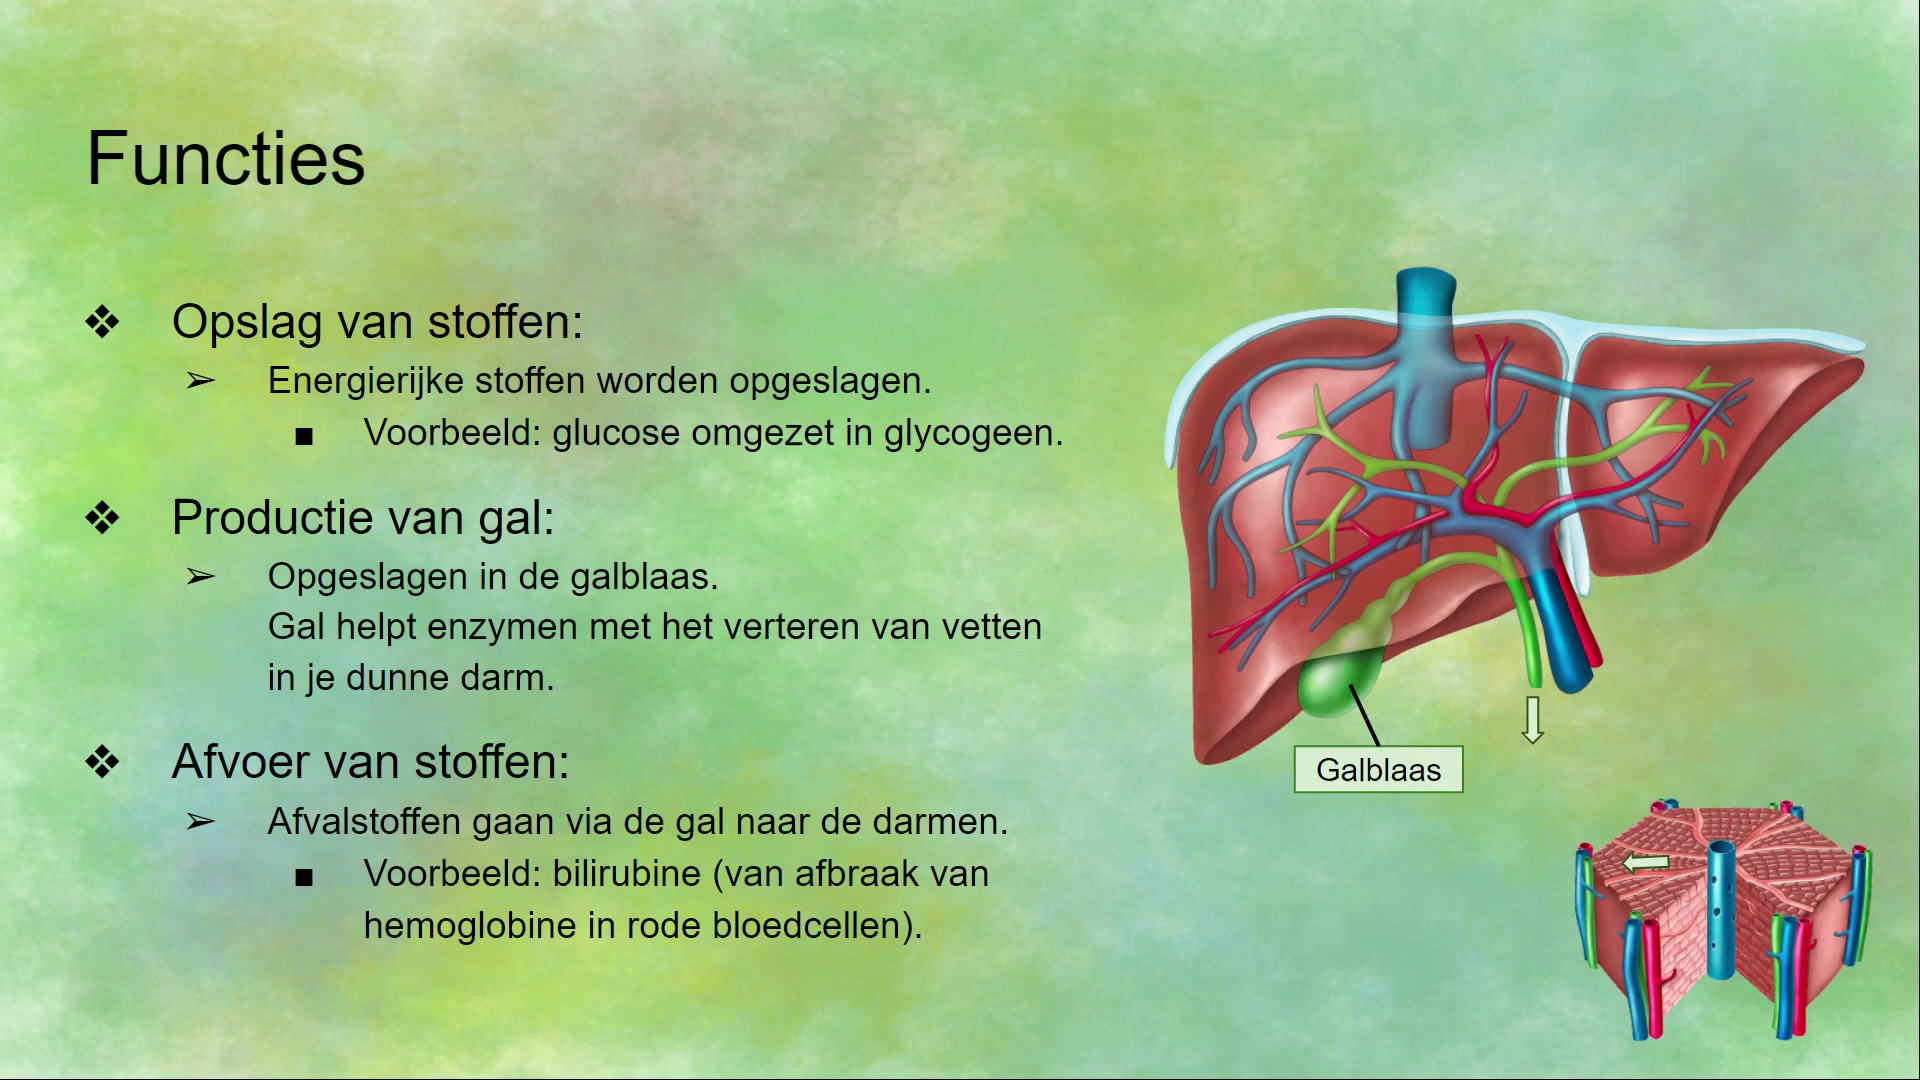 Functies
❖ Opslag van stoffen:
➢ Energierijke stoffen worden opgeslagen.
■ Voorbeeld: glucose omgezet in glycogeen.
❖ Productie van gal:
➢ Opgeslagen in de galblaas.
Gal helpt enzymen met het verteren van vetten
in je dunne darm.
❖ Afvoer van stoffen:
➢ Afvalstoffen gaan via de gal naar de darmen.
■ Voorbeeld: bilirubine (van afbraak van
hemoglobine in rode bloedcellen).
Galblaas